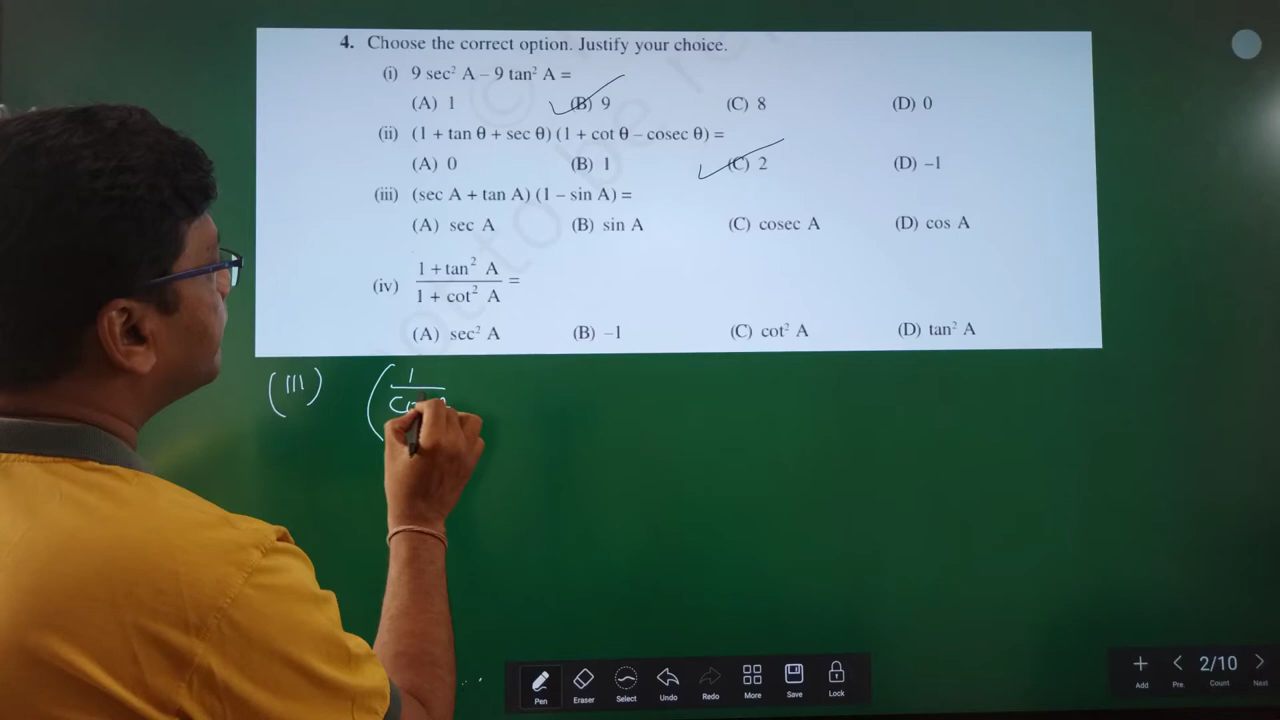 4. Choose the correct option. Justify your choice.
(i) 9 sec² A – 9 tan² A =
(A) 1 (B) 9 (C) 8 (D) 0
(ii) (1 + tan θ + sec θ) (1 + cot θ – cosec θ) =
(A) 0 (B) 1 (C) 2 (D) –1
(iii) (sec A + tan A) (1 – sin A) =
(A) sec A (B) sin A (C) cosec A (D) cos A
(iv) 1 + tan² A / 1 + cot² A =
(A) sec² A (B) –1 (C) cot² A (D) tan² A
(III) ( 1
Pen Eraser Select Undo Redo More Save Lock
Add Pre. 2/10 Count Next